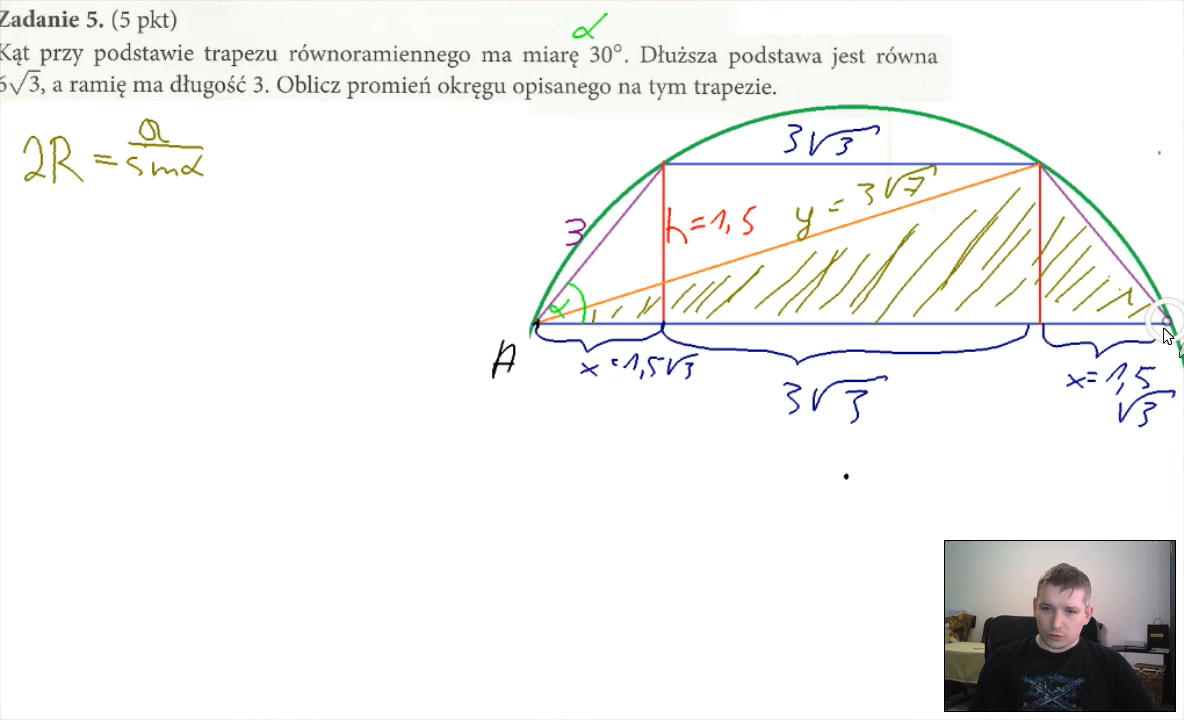 Zadanie 5. (5 pkt)
α
Kąt przy podstawie trapezu równoramiennego ma miarę 30°. Dłuższa podstawa jest równa
6√3, a ramię ma długość 3. Oblicz promień okręgu opisanego na tym trapezie.
2R = a / sinα
3√3
y = 3√7
3
h=1,5
α
A
x=1,5√3
3√3
x=1,5
√3